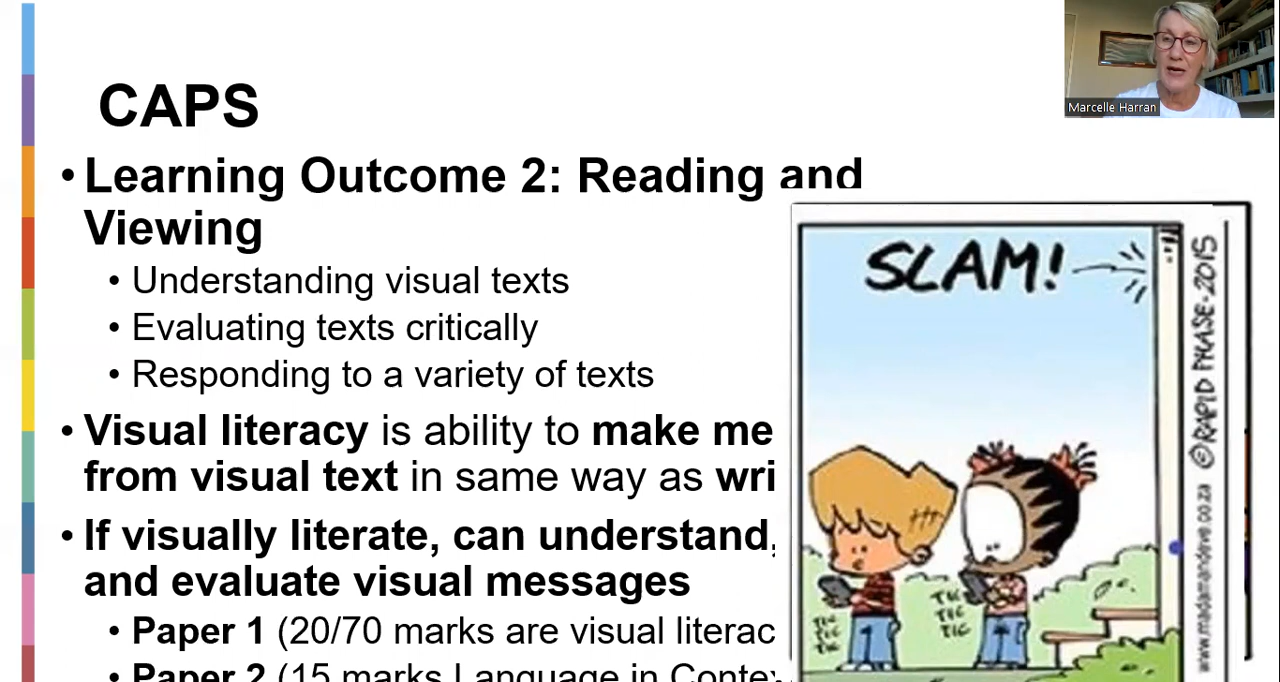 CAPS
Marcelle Harran
• Learning Outcome 2: Reading and
Viewing
• Understanding visual texts
• Evaluating texts critically
• Responding to a variety of texts
• Visual literacy is ability to make me
from visual text in same way as wri
• If visually literate, can understand,
and evaluate visual messages
• Paper 1 (20/70 marks are visual literac
• Paper 2 (15 marks Language in Conte
SLAM!
TIC
TIC
TIC
TIC
TIC
TIC
www.madamandeve.co.za ©RAPID PHASE-2015